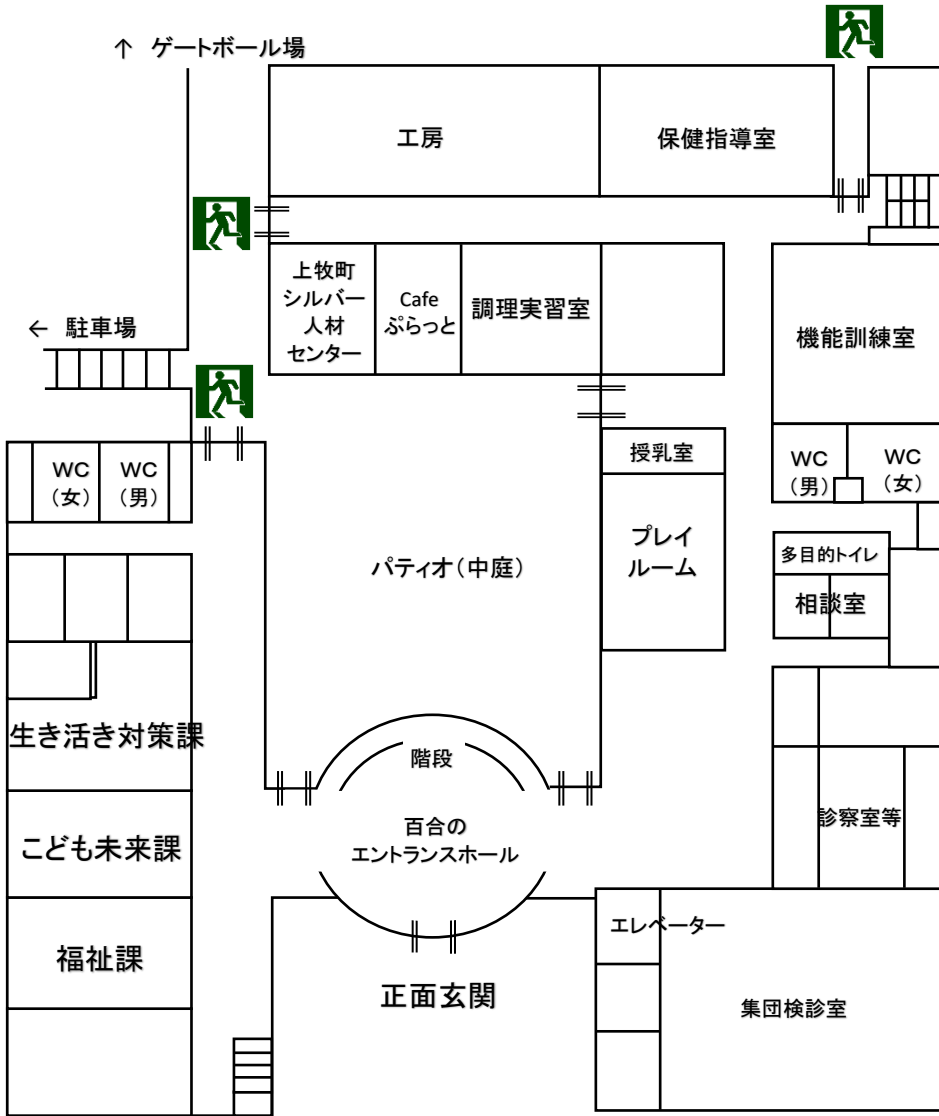 ↑ ゲートボール場
工房
保健指導室
上牧町
シルバー
人材
センター
Cafe
ぷらっと
調理実習室
機能訓練室
← 駐車場
WC
(女)
WC
(男)
授乳室
WC
(男)
WC
(女)
プレイ
ルーム
パティオ(中庭)
多目的トイレ
相談室
生き活き対策課
階段
百合の
エントランスホール
診察室等
こども未来課
福祉課
エレベーター
正面玄関
集団検診室